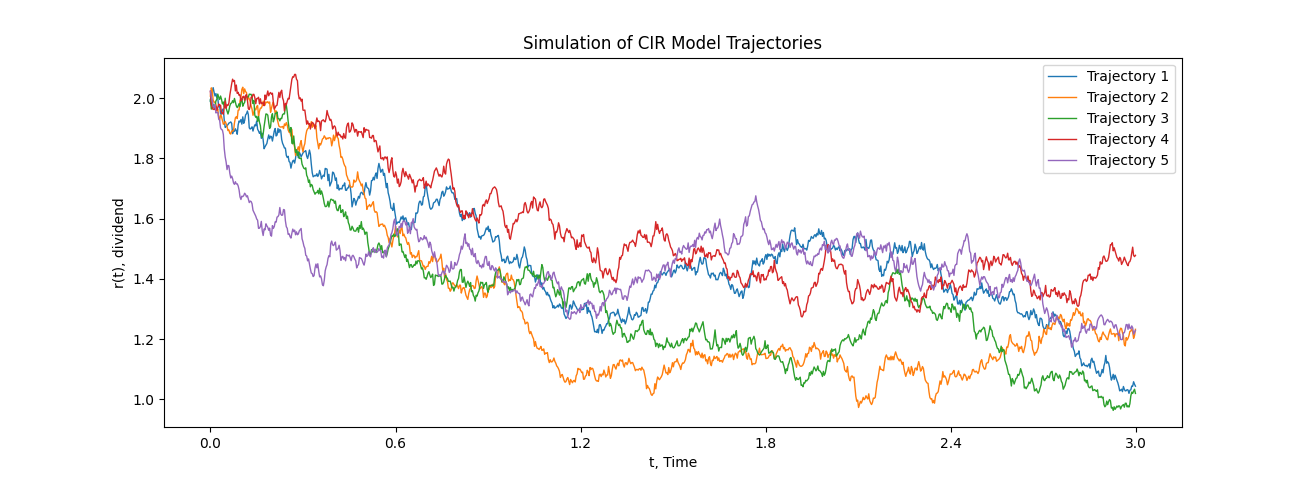 Simulation of CIR Model Trajectories
r(t), dividend
2.0
1.8
1.6
1.4
1.2
1.0
0.0
0.6
1.2
1.8
2.4
3.0
t, Time
Trajectory 1
Trajectory 2
Trajectory 3
Trajectory 4
Trajectory 5